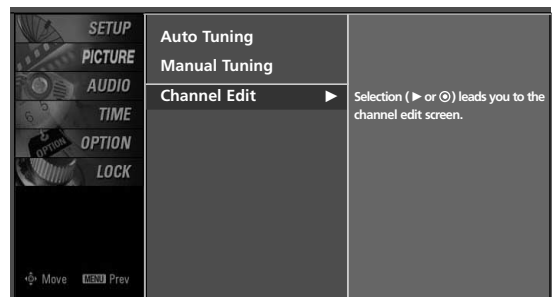 SETUP
PICTURE
AUDIO
TIME
OPTION
LOCK
Move MENU Prev
Auto Tuning
Manual Tuning
Channel Edit ▶
Selection ( ▶ or ◉) leads you to the
channel edit screen.